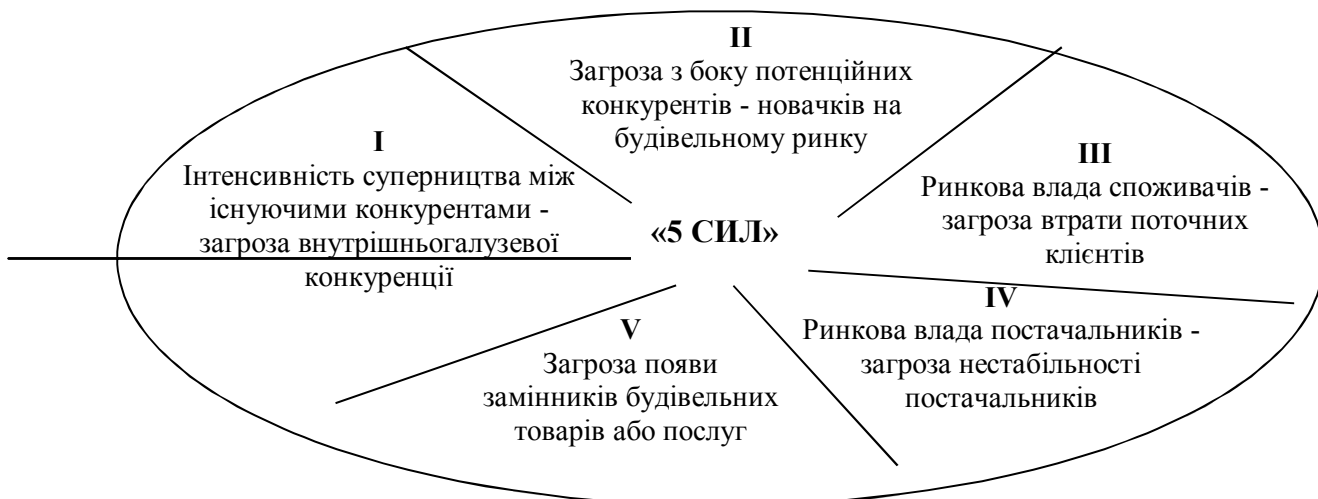 II
Загроза з боку потенційних
конкурентів - новачків на
будівельному ринку
I
Інтенсивність суперництва між
існуючими конкурентами -
загроза внутрішньогалузевої
конкуренції
III
Ринкова влада споживачів -
загроза втрати поточних
клієнтів
«5 СИЛ»
IV
Ринкова влада постачальників -
загроза нестабільності
постачальників
V
Загроза появи
замінників будівельних
товарів або послуг